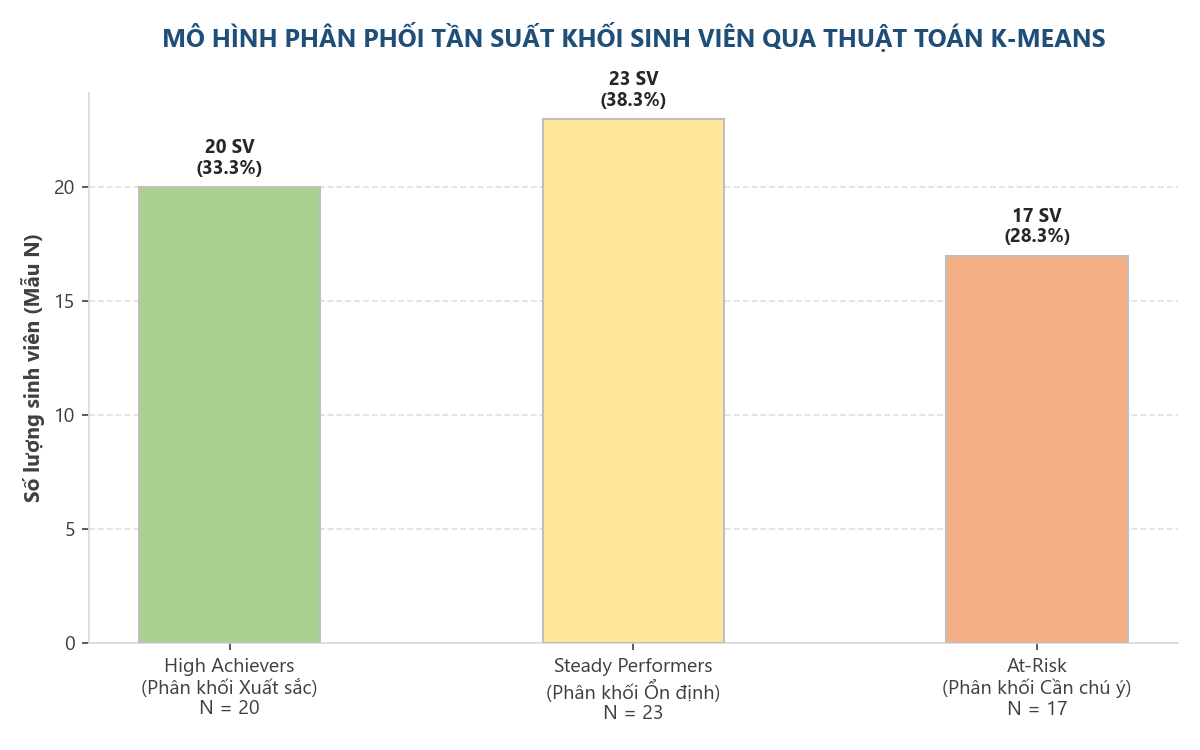 MÔ HÌNH PHÂN PHỐI TẦN SUẤT KHỐI SINH VIÊN QUA THUẬT TOÁN K-MEANS
Số lượng sinh viên (Mẫu N)
20
15
10
5
0
20 SV
(33.3%)
23 SV
(38.3%)
17 SV
(28.3%)
High Achievers
(Phân khối Xuất sắc)
N = 20
Steady Performers
(Phân khối Ổn định)
N = 23
At-Risk
(Phân khối Cần chú ý)
N = 17